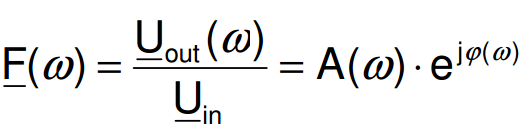 F(ω) = U_out(ω) / U_in = A(ω) · e^{jφ(ω)}